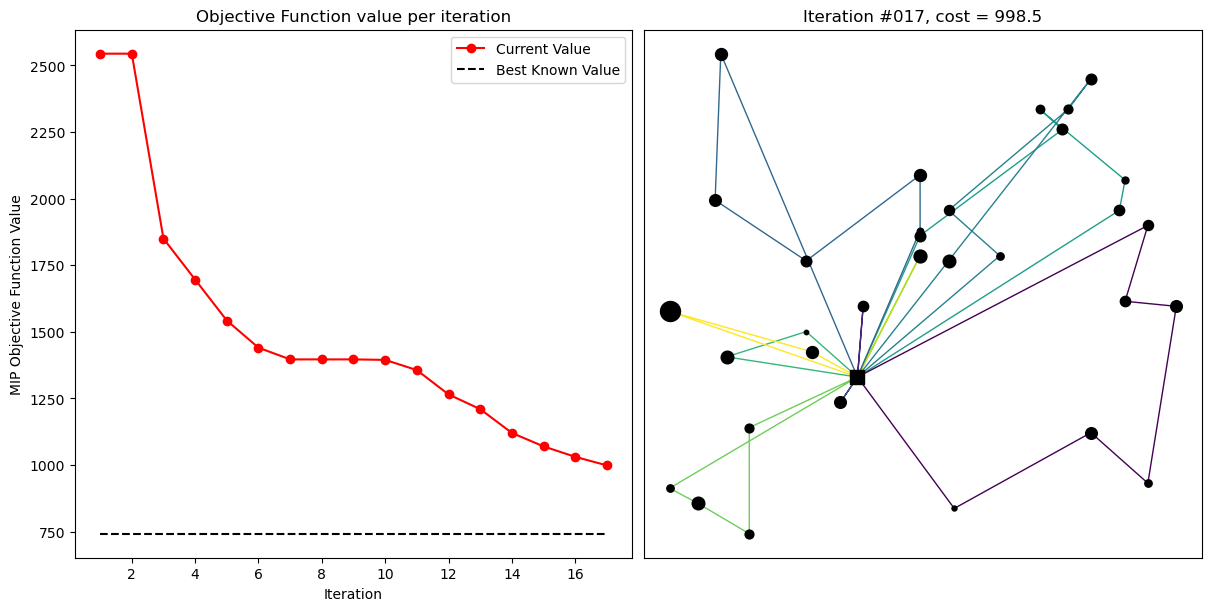 Objective Function value per iteration
Current Value
Best Known Value
MIP Objective Function Value
2500
2250
2000
1750
1500
1250
1000
750
2 4 6 8 10 12 14 16
Iteration
Iteration #017, cost = 998.5